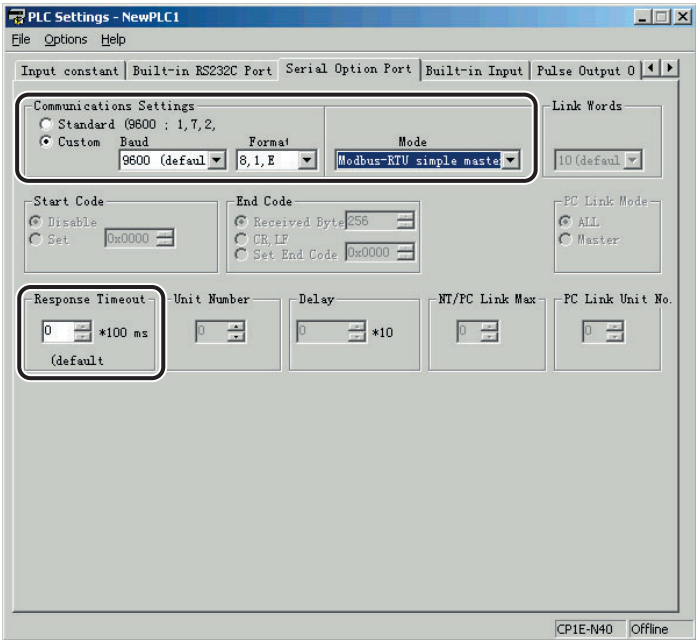 PLC Settings - NewPLC1
File Options Help
Input constant Built-in RS232C Port Serial Option Port Built-in Input Pulse Output 0
Communications Settings
Standard (9600 ; 1,7,2,
Custom Baud Format Mode
9600 (defaul 8,1,E Modbus-RTU simple maste
Link Words
10 (defaul
Start Code
Disable
Set 0x0000
End Code
Received Byte 256
CR,LF
Set End Code 0x0000
PC Link Mode
ALL
Master
Response Timeout
0 *100 ms
(default
Unit Number
0
Delay
0 *10
NT/PC Link Max
0
PC Link Unit No.
0
CP1E-N40 Offline